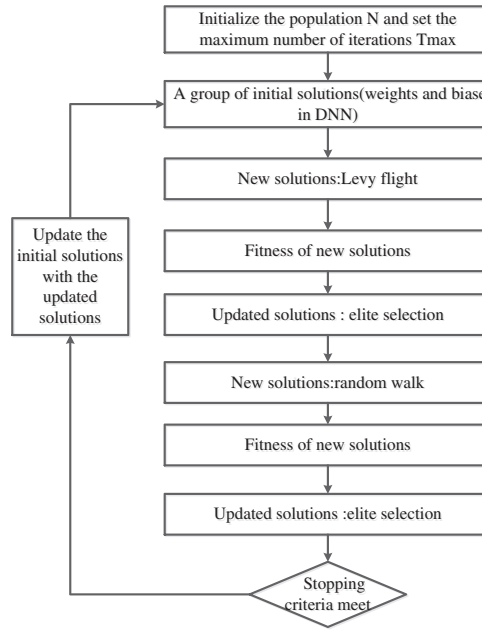 Initialize the population N and set the
maximum number of iterations Tmax
A group of initial solutions(weights and biase
in DNN)
New solutions:Levy flight
Update the
initial solutions
with the
updated
solutions
Fitness of new solutions
Updated solutions : elite selection
New solutions:random walk
Fitness of new solutions
Updated solutions :elite selection
Stopping
criteria meet